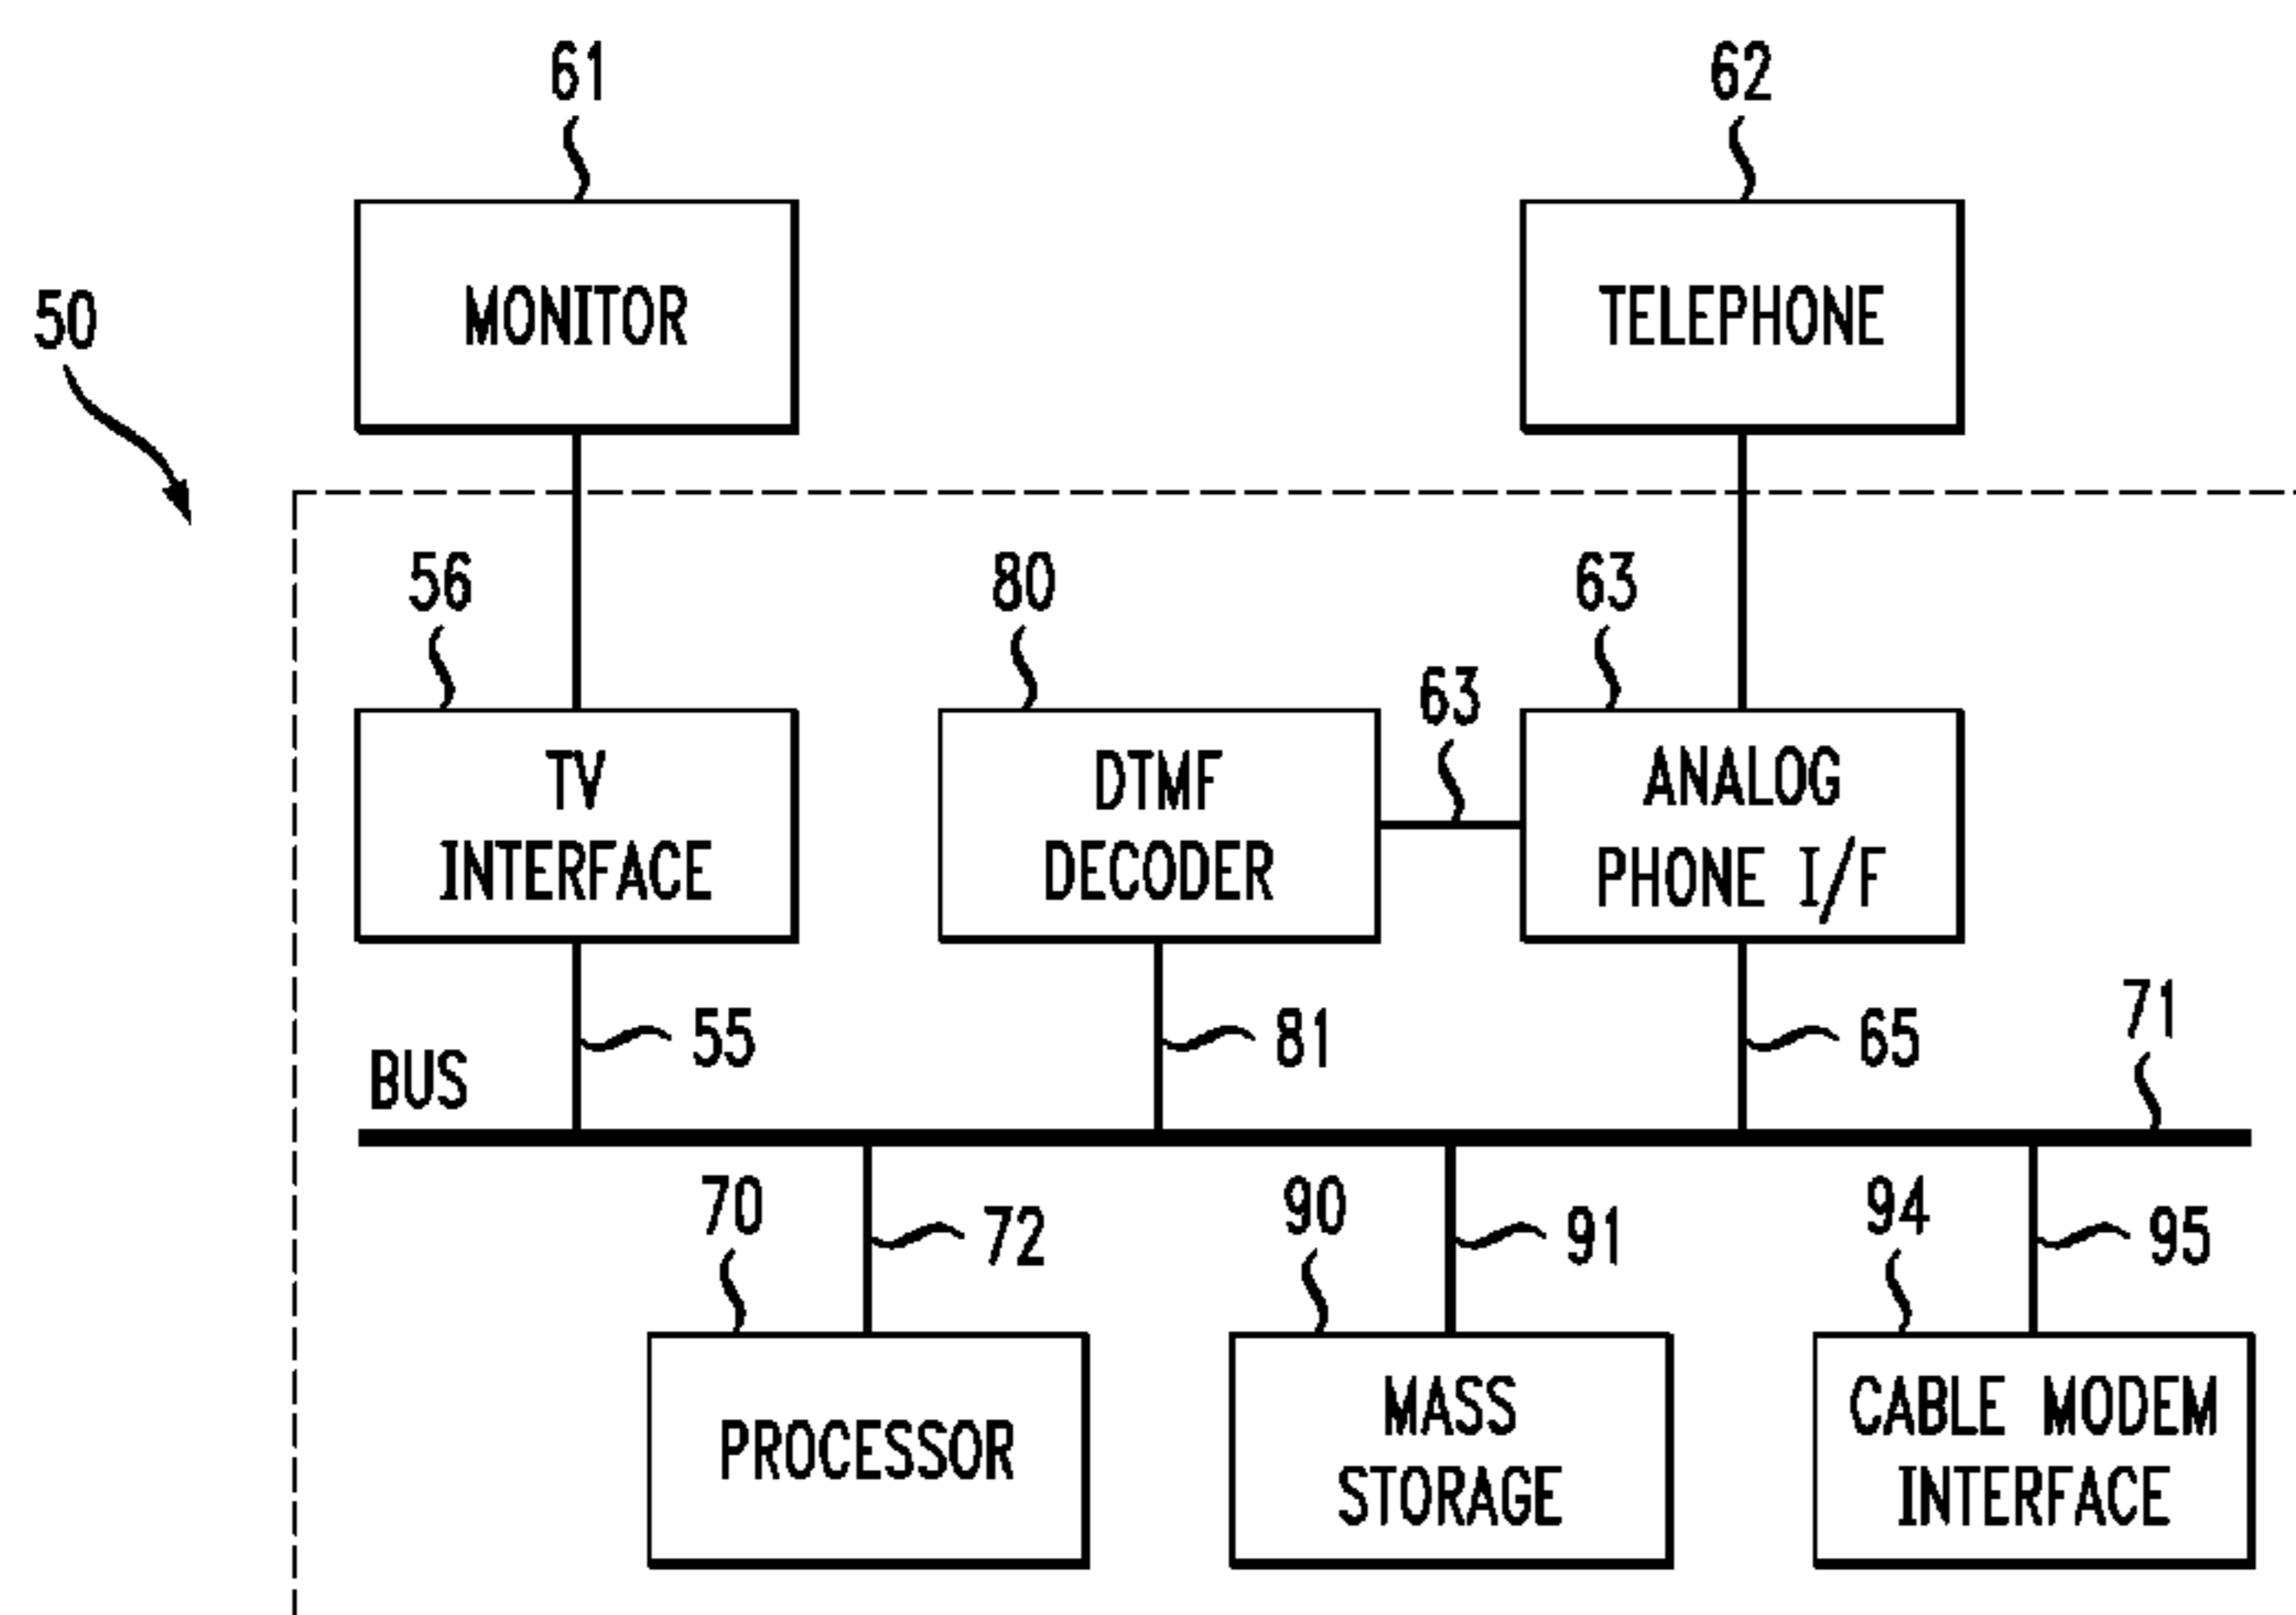 61
62
MONITOR
TELEPHONE
50
56
80
63
63
TV
INTERFACE
DTMF
DECODER
ANALOG
PHONE I/F
55
81
65
71
BUS
70
72
90
91
94
95
PROCESSOR
MASS
STORAGE
CABLE MODEM
INTERFACE